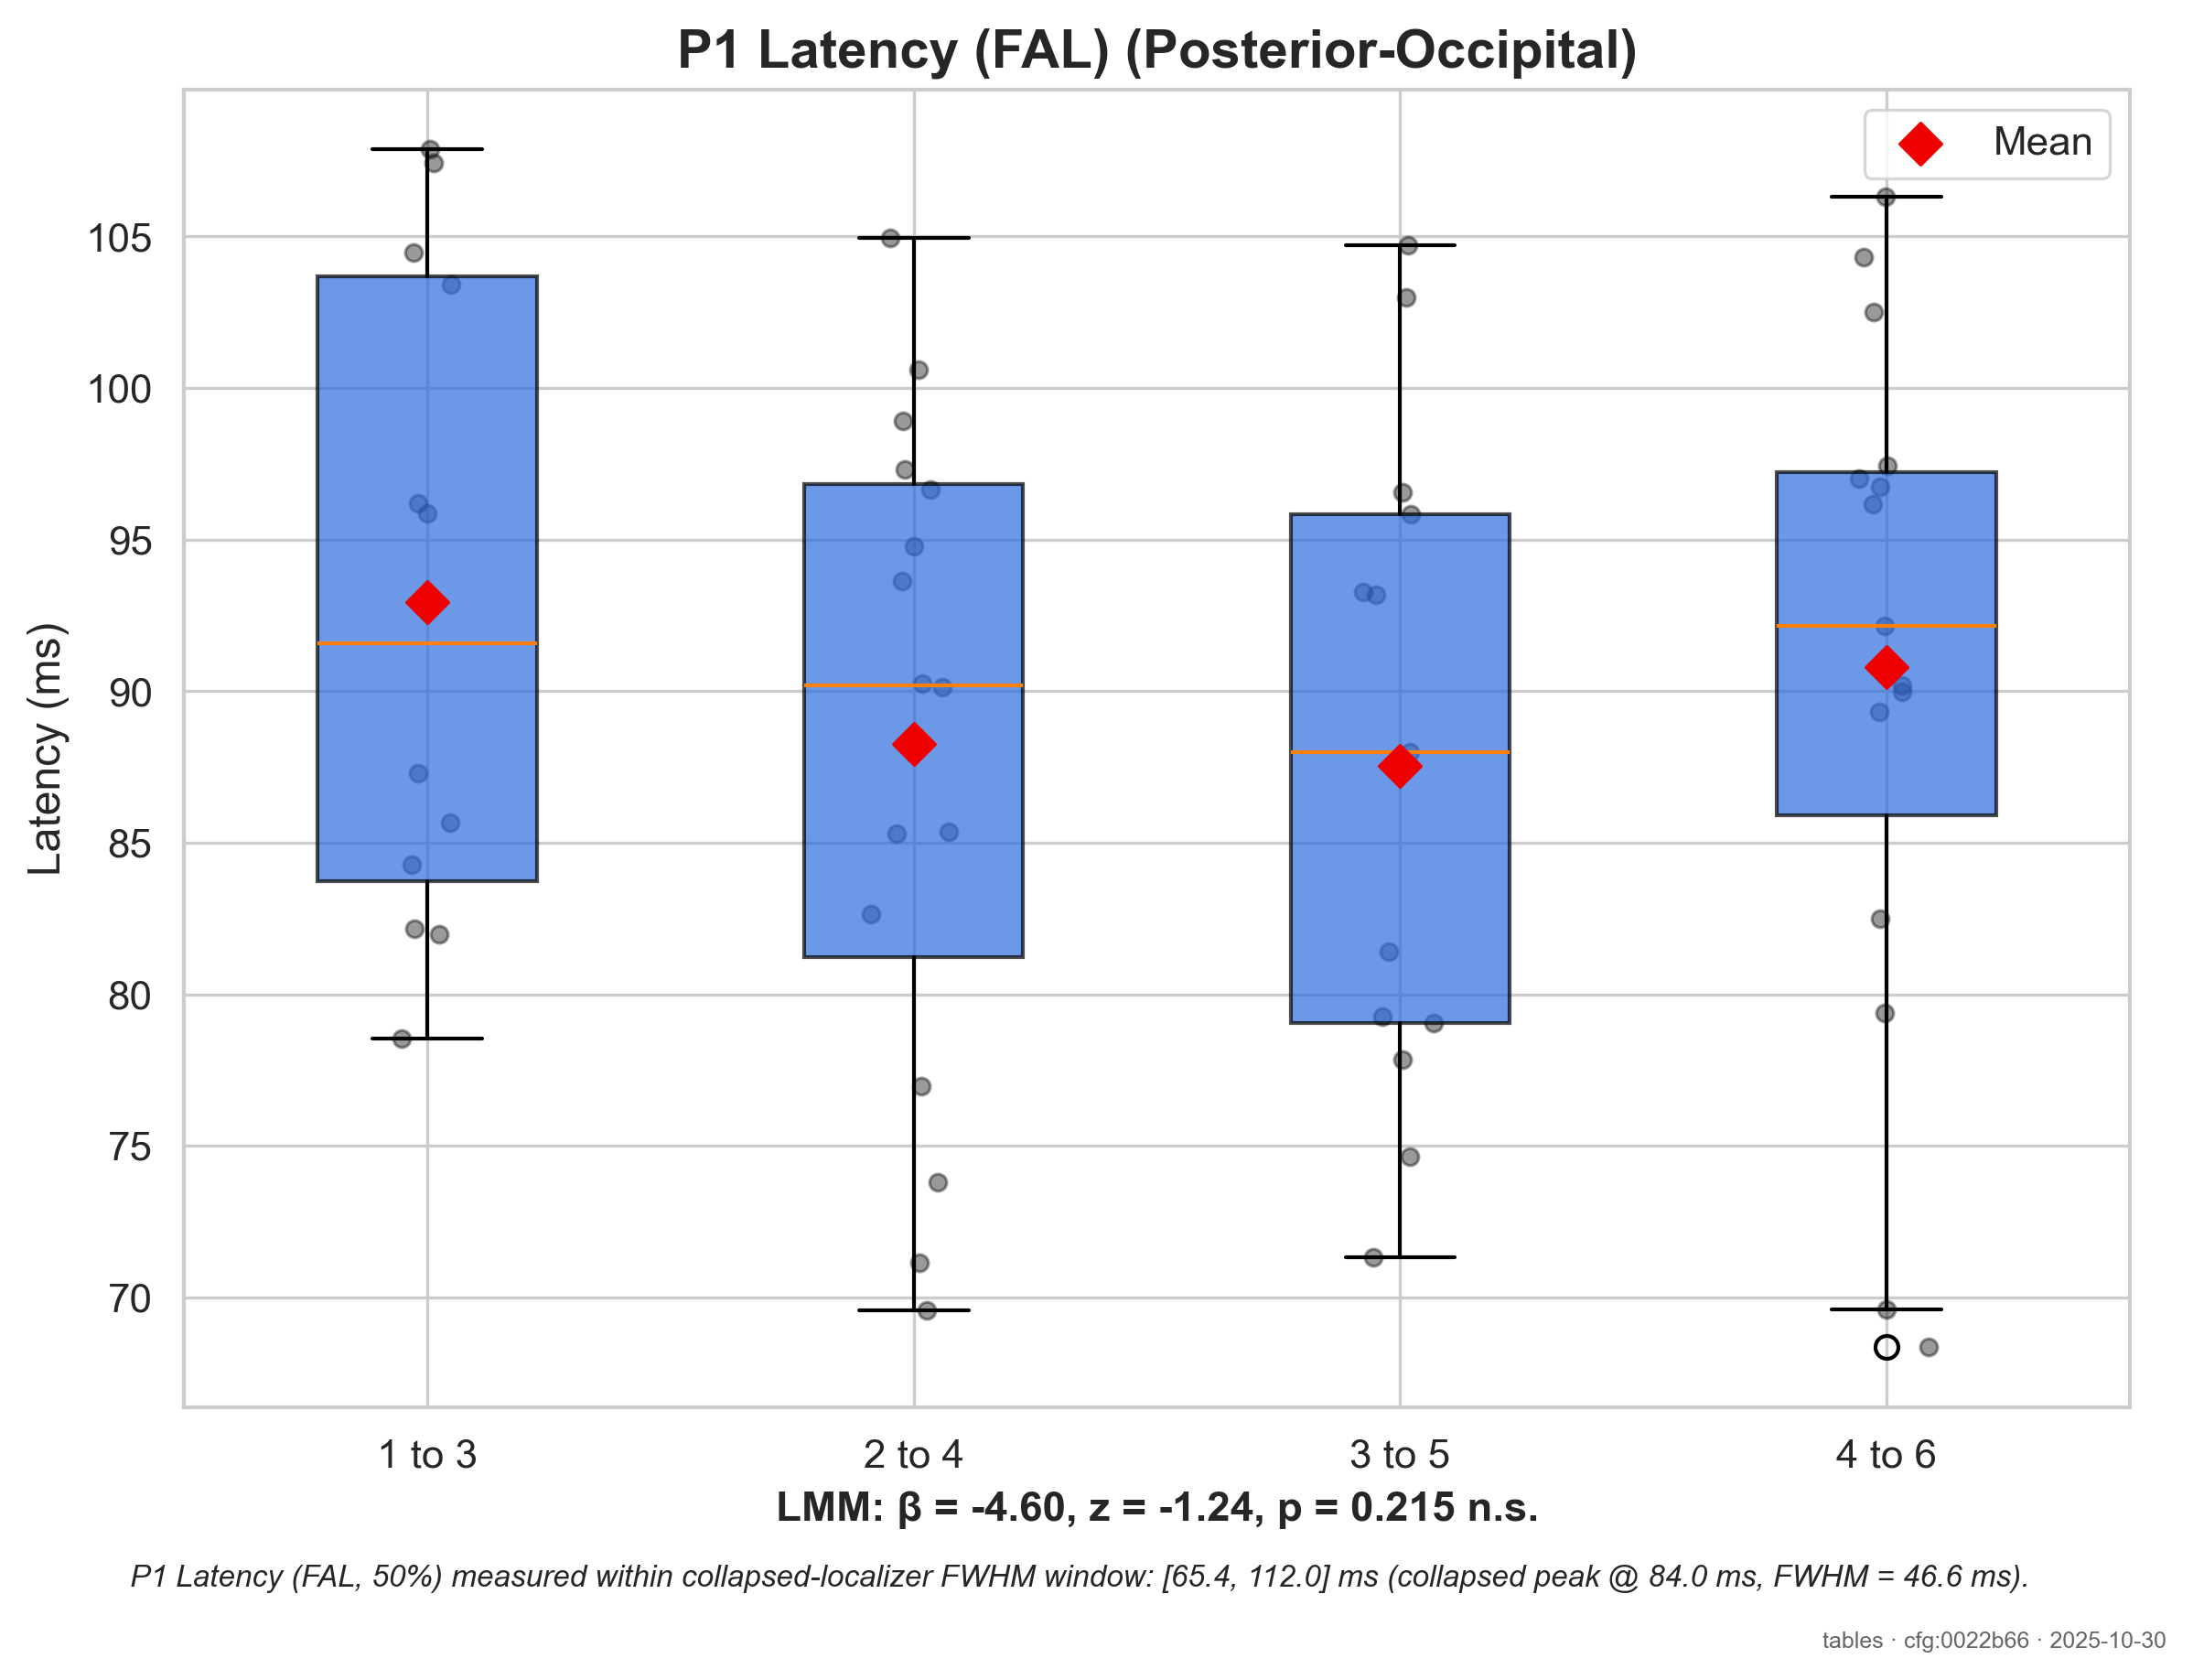 P1 Latency (FAL) (Posterior-Occipital)
Mean
Latency (ms)
105
100
95
90
85
80
75
70
1 to 3
2 to 4
3 to 5
4 to 6
LMM: β = -4.60, z = -1.24, p = 0.215 n.s.
P1 Latency (FAL, 50%) measured within collapsed-localizer FWHM window: [65.4, 112.0] ms (collapsed peak @ 84.0 ms, FWHM = 46.6 ms).
tables · cfg:0022b66 · 2025-10-30